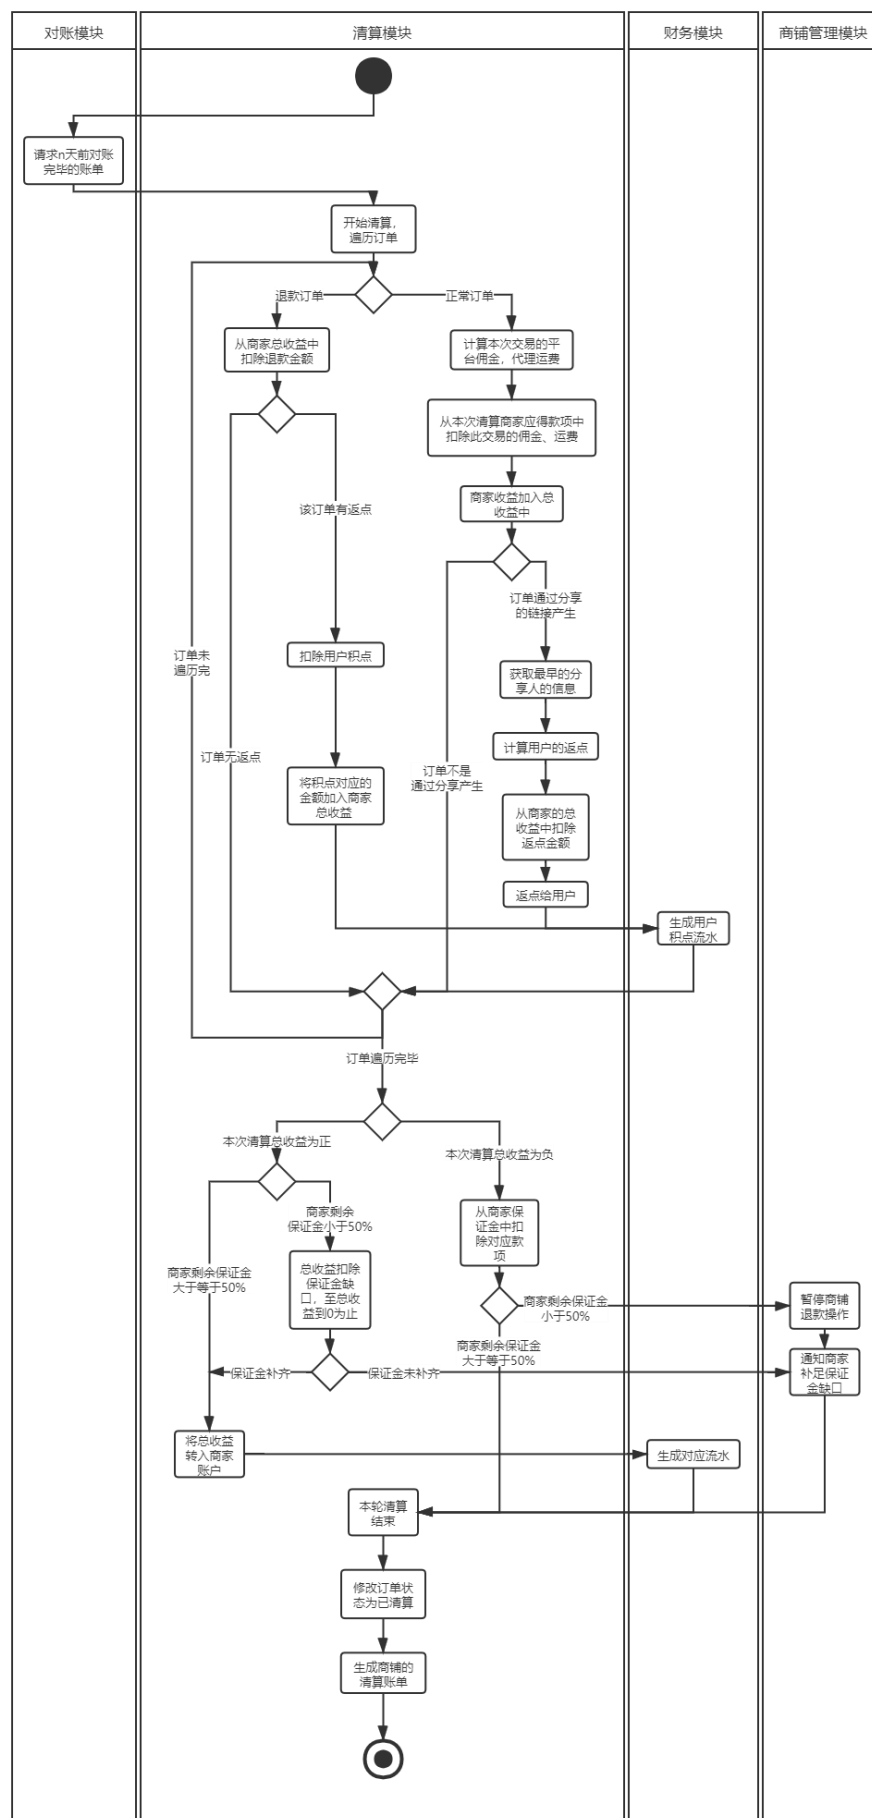 对账模块
清算模块
财务模块
商铺管理模块
请求n天前对账
完毕的账单
开始清算，
遍历订单
退款订单
正常订单
从商家总收益中
扣除退款金额
计算本次交易的平
台佣金，代理运费
从本次清算商家应得款项中
扣除此交易的佣金、运费
该订单有返点
商家收益加入总
收益中
订单通过分享
的链接产生
订单未
遍历完
扣除用户积点
获取最早的分
享人的信息
订单无返点
计算用户的返点
将积点对应的
金额加入商家
总收益
订单不是
通过分享产生
从商家的总
收益中扣除
返点金额
返点给用户
生成用户
积点流水
订单遍历完毕
本次清算总收益为正
本次清算总收益为负
商家剩余
保证金小于50%
从商家保
证金中扣
除对应款
项
商家剩余保证金
大于等于50%
总收益扣除
保证金缺
口，至总收
益到0为止
商家剩余保证金
小于50%
暂停商铺
退款操作
商家剩余保证金
大于等于50%
保证金补齐
保证金未补齐
通知商家
补足保证
金缺口
将总收益
转入商家
账户
生成对应流水
本轮清算
结束
修改订单状
态为已清算
生成商铺的
清算账单